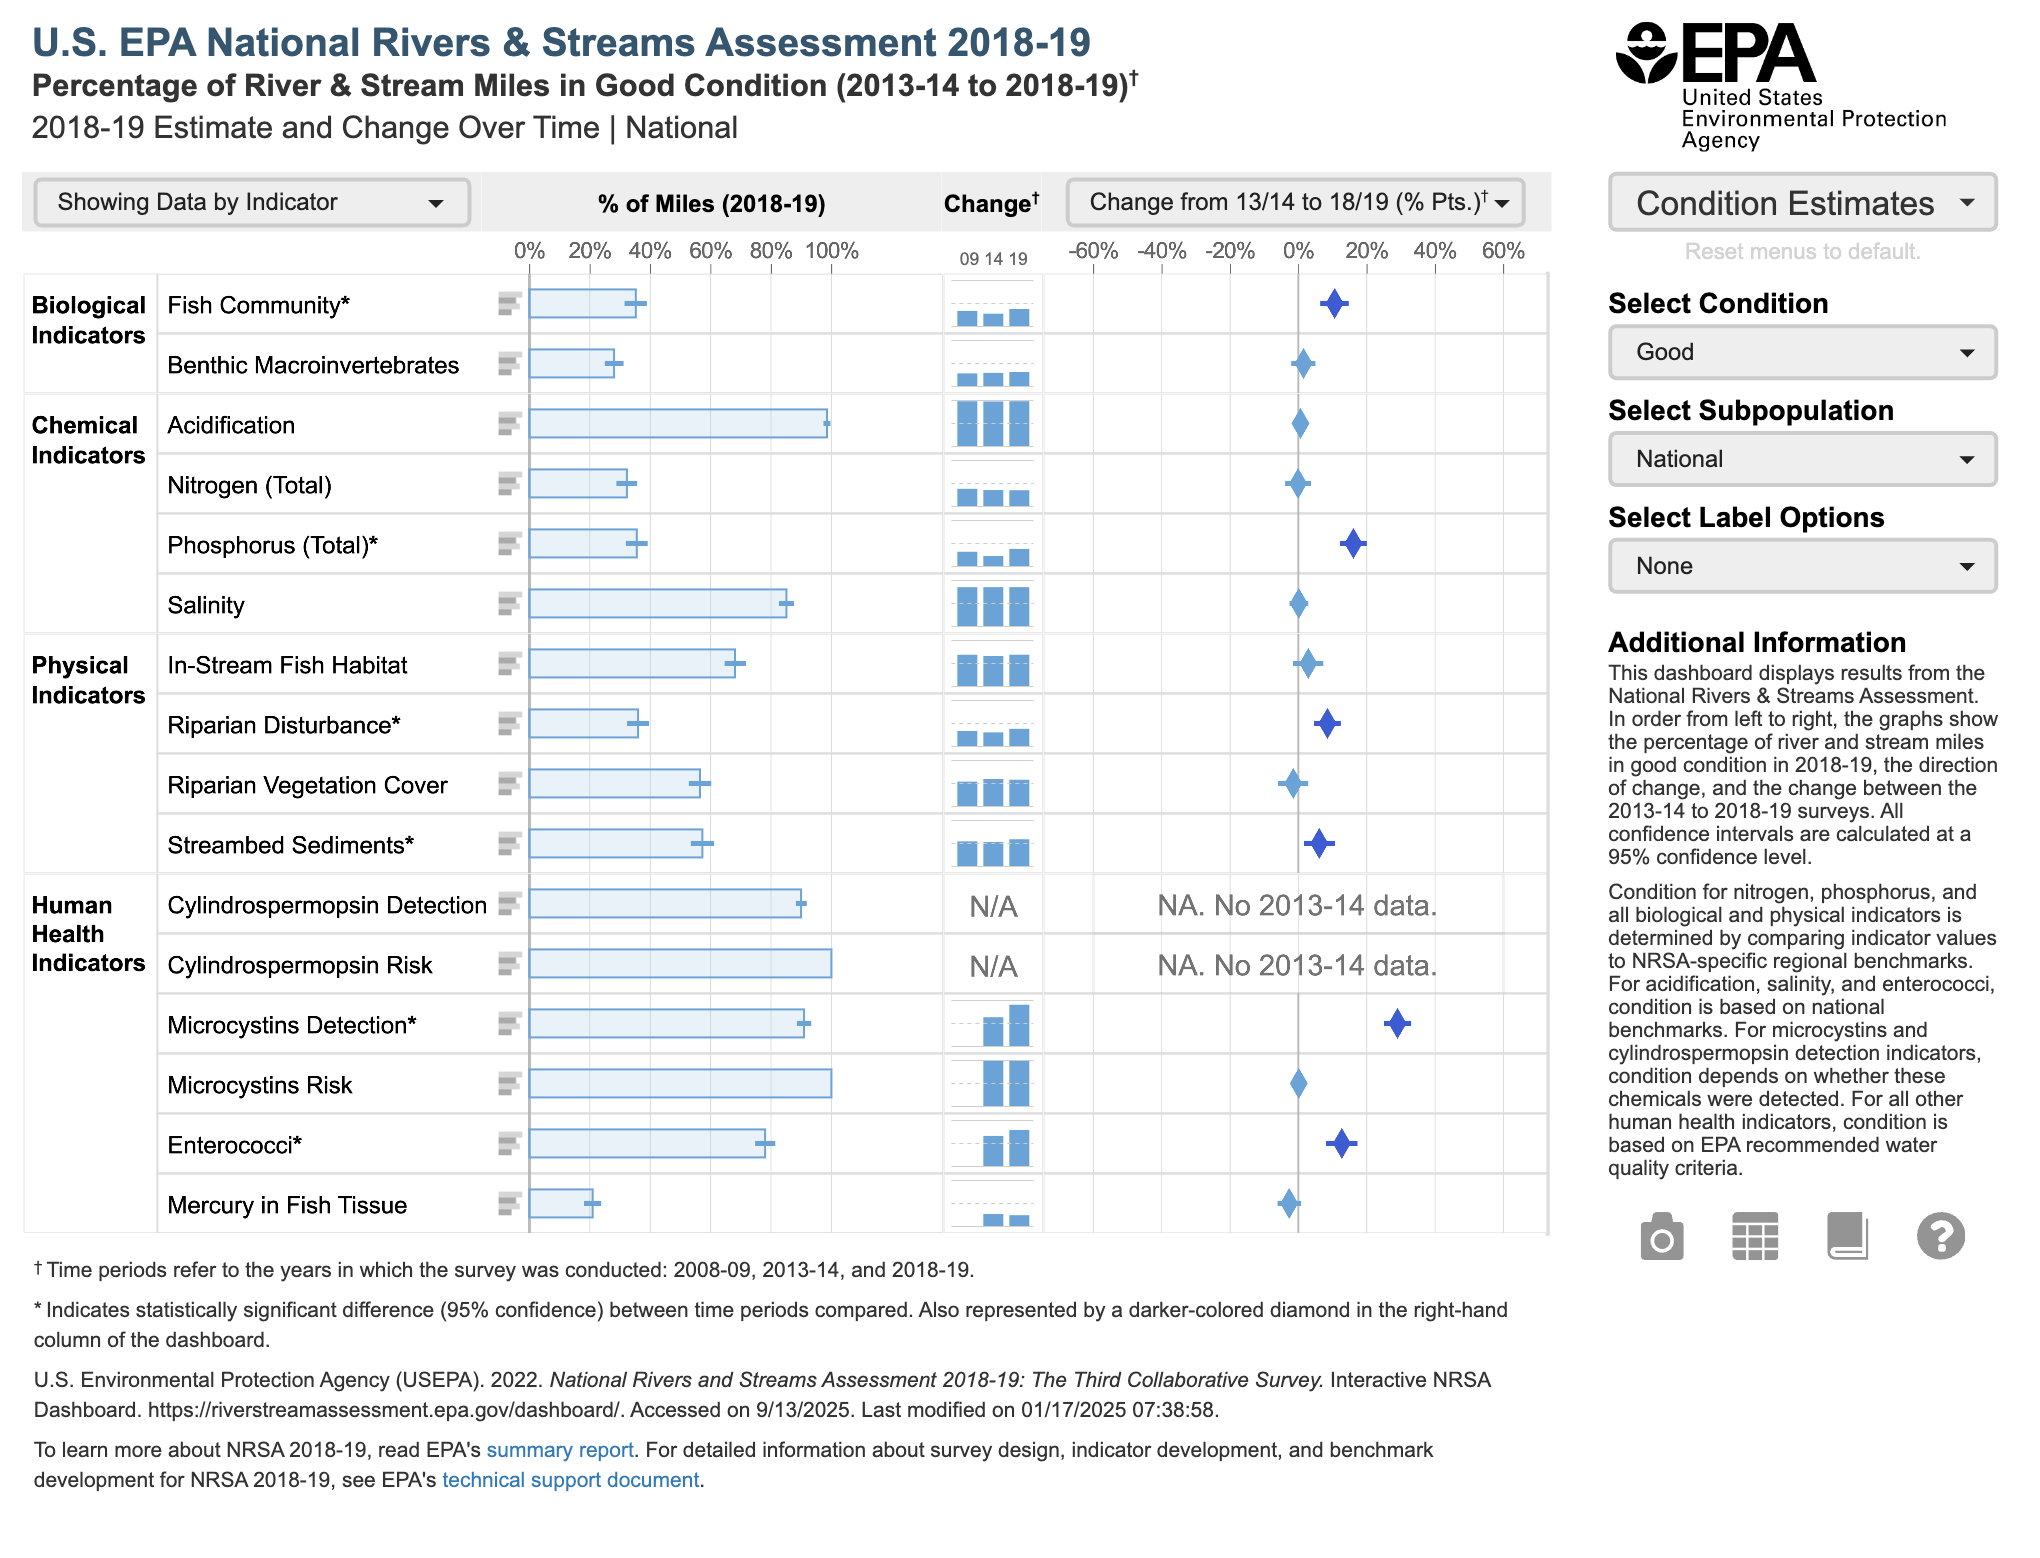 U.S. EPA National Rivers & Streams Assessment 2018-19
Percentage of River & Stream Miles in Good Condition (2013-14 to 2018-19)†
2018-19 Estimate and Change Over Time | National
Showing Data by Indicator
% of Miles (2018-19)
Change†
Change from 13/14 to 18/19 (% Pts.)†
0% 20% 40% 60% 80% 100%
09 14 19
-60% -40% -20% 0% 20% 40% 60%
Biological
Indicators
Fish Community*
Benthic Macroinvertebrates
Chemical
Indicators
Acidification
Nitrogen (Total)
Phosphorus (Total)*
Salinity
Physical
Indicators
In-Stream Fish Habitat
Riparian Disturbance*
Riparian Vegetation Cover
Streambed Sediments*
Human
Health
Indicators
Cylindrospermopsin Detection
N/A
NA. No 2013-14 data.
Cylindrospermopsin Risk
N/A
NA. No 2013-14 data.
Microcystins Detection*
Microcystins Risk
Enterococci*
Mercury in Fish Tissue
† Time periods refer to the years in which the survey was conducted: 2008-09, 2013-14, and 2018-19.
* Indicates statistically significant difference (95% confidence) between time periods compared. Also represented by a darker-colored diamond in the right-hand
column of the dashboard.
U.S. Environmental Protection Agency (USEPA). 2022. National Rivers and Streams Assessment 2018-19: The Third Collaborative Survey. Interactive NRSA
Dashboard. https://riverstreamassessment.epa.gov/dashboard/. Accessed on 9/13/2025. Last modified on 01/17/2025 07:38:58.
To learn more about NRSA 2018-19, read EPA's summary report. For detailed information about survey design, indicator development, and benchmark
development for NRSA 2018-19, see EPA's technical support document.
EPA
United States
Environmental Protection
Agency
Condition Estimates
Reset menus to default.
Select Condition
Good
Select Subpopulation
National
Select Label Options
None
Additional Information
This dashboard displays results from the
National Rivers & Streams Assessment.
In order from left to right, the graphs show
the percentage of river and stream miles
in good condition in 2018-19, the direction
of change, and the change between the
2013-14 to 2018-19 surveys. All
confidence intervals are calculated at a
95% confidence level.
Condition for nitrogen, phosphorus, and
all biological and physical indicators is
determined by comparing indicator values
to NRSA-specific regional benchmarks.
For acidification, salinity, and enterococci,
condition is based on national
benchmarks. For microcystins and
cylindrospermopsin detection indicators,
condition depends on whether these
chemicals were detected. For all other
human health indicators, condition is
based on EPA recommended water
quality criteria.
?